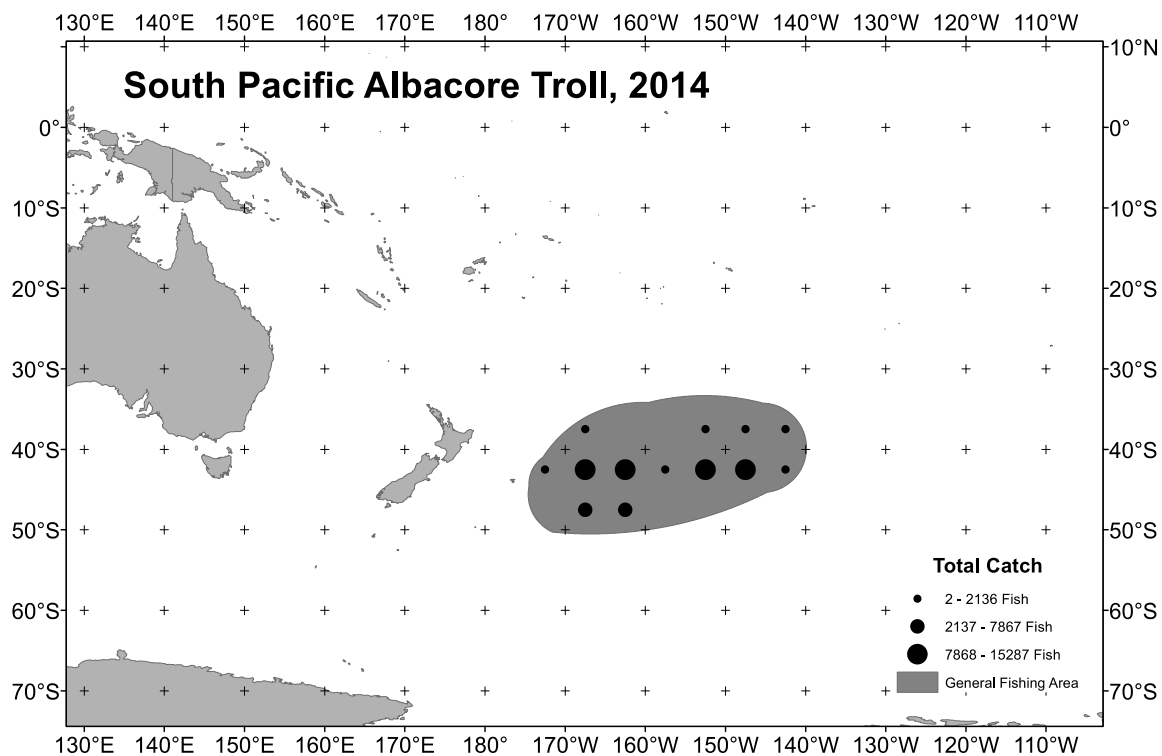 130°E 140°E 150°E 160°E 170°E 180° 170°W 160°W 150°W 140°W 130°W 120°W 110°W
South Pacific Albacore Troll, 2014
10°N
0° 0°
10°S 10°S
20°S 20°S
30°S 30°S
40°S 40°S
50°S 50°S
Total Catch
2 - 2136 Fish
60°S 60°S
2137 - 7867 Fish
7868 - 15287 Fish
General Fishing Area
70°S 70°S
130°E 140°E 150°E 160°E 170°E 180° 170°W 160°W 150°W 140°W 130°W 120°W 110°W